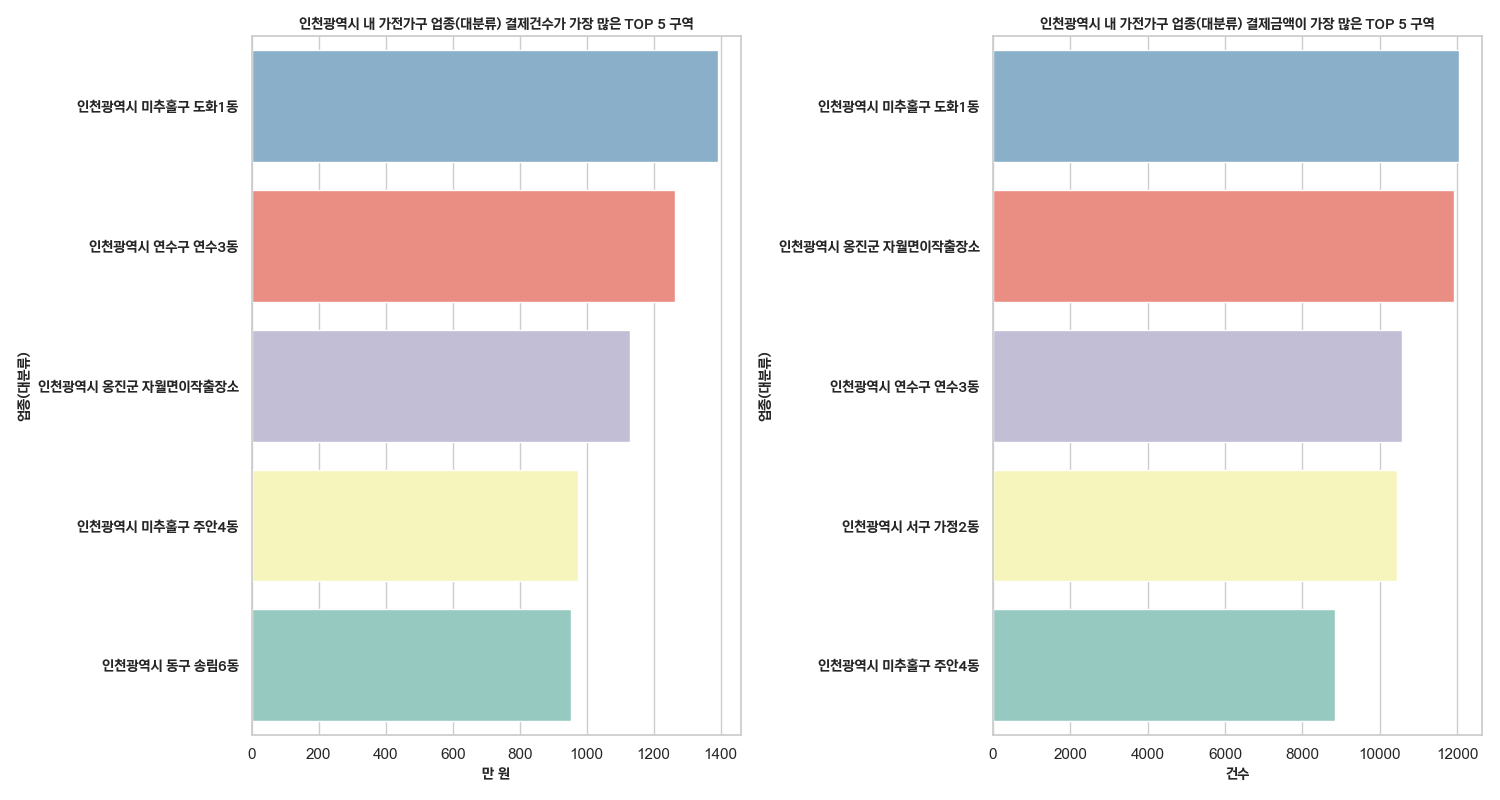 인천광역시 내 가전가구 업종(대분류) 결제건수가 가장 많은 TOP 5 구역
업종(대분류)
인천광역시 미추홀구 도화1동
인천광역시 연수구 연수3동
인천광역시 옹진군 자월면이작출장소
인천광역시 미추홀구 주안4동
인천광역시 동구 송림6동
0 200 400 600 800 1000 1200 1400
만 원
인천광역시 내 가전가구 업종(대분류) 결제금액이 가장 많은 TOP 5 구역
업종(대분류)
인천광역시 미추홀구 도화1동
인천광역시 옹진군 자월면이작출장소
인천광역시 연수구 연수3동
인천광역시 서구 가정2동
인천광역시 미추홀구 주안4동
0 2000 4000 6000 8000 10000 12000
건수